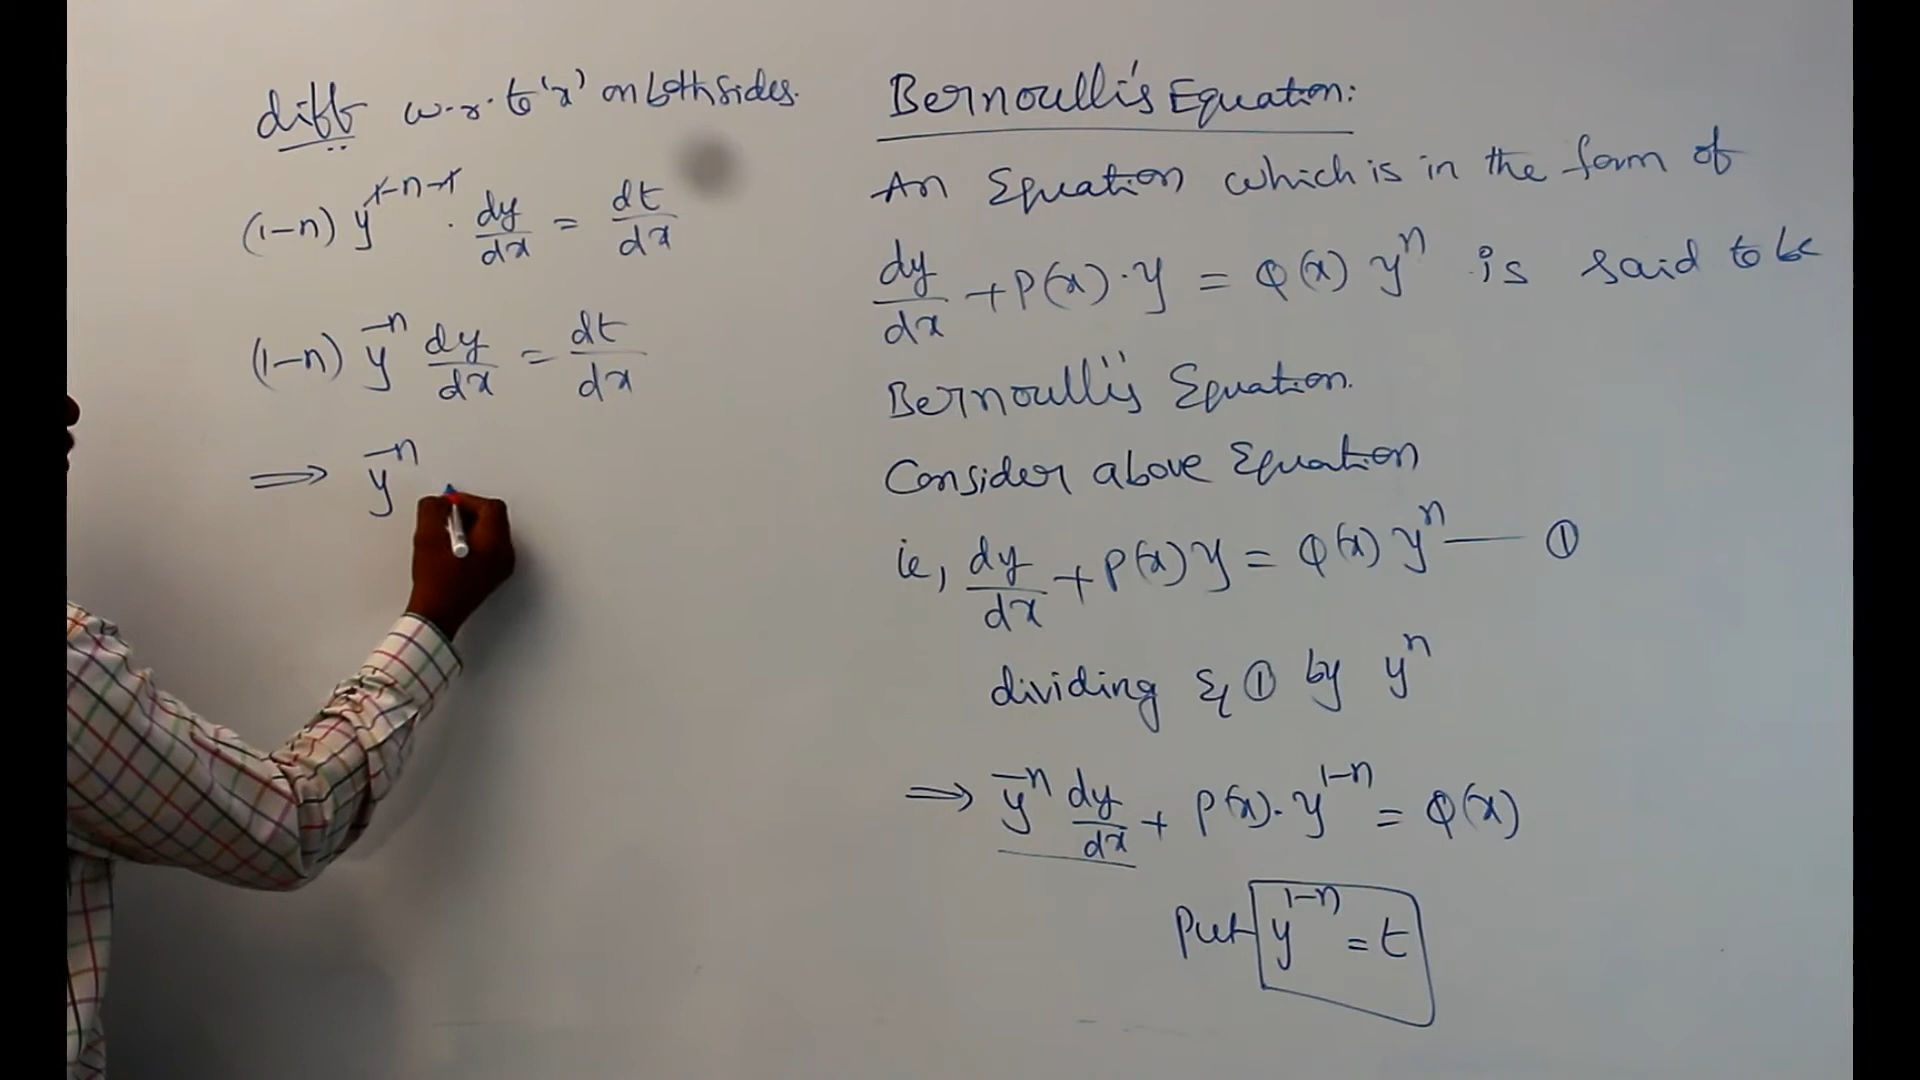 diff w.r.to 'x' on both sides.
(1-n) y^{1-n-1} · dy/dx = dt/dx
(1-n) y^{-n} dy/dx = dt/dx
⇒ y^{-n}
Bernoulli's Equation:
An Equation which is in the form of
dy/dx + P(x)·y = Q(x) y^n is said to be
Bernoulli's Equation.
Consider above Equation
ie, dy/dx + P(x) y = Q(x) y^n — ①
dividing Eq ① by y^n
⇒ y^{-n} dy/dx + P(x)·y^{1-n} = Q(x)
Put y^{1-n} = t